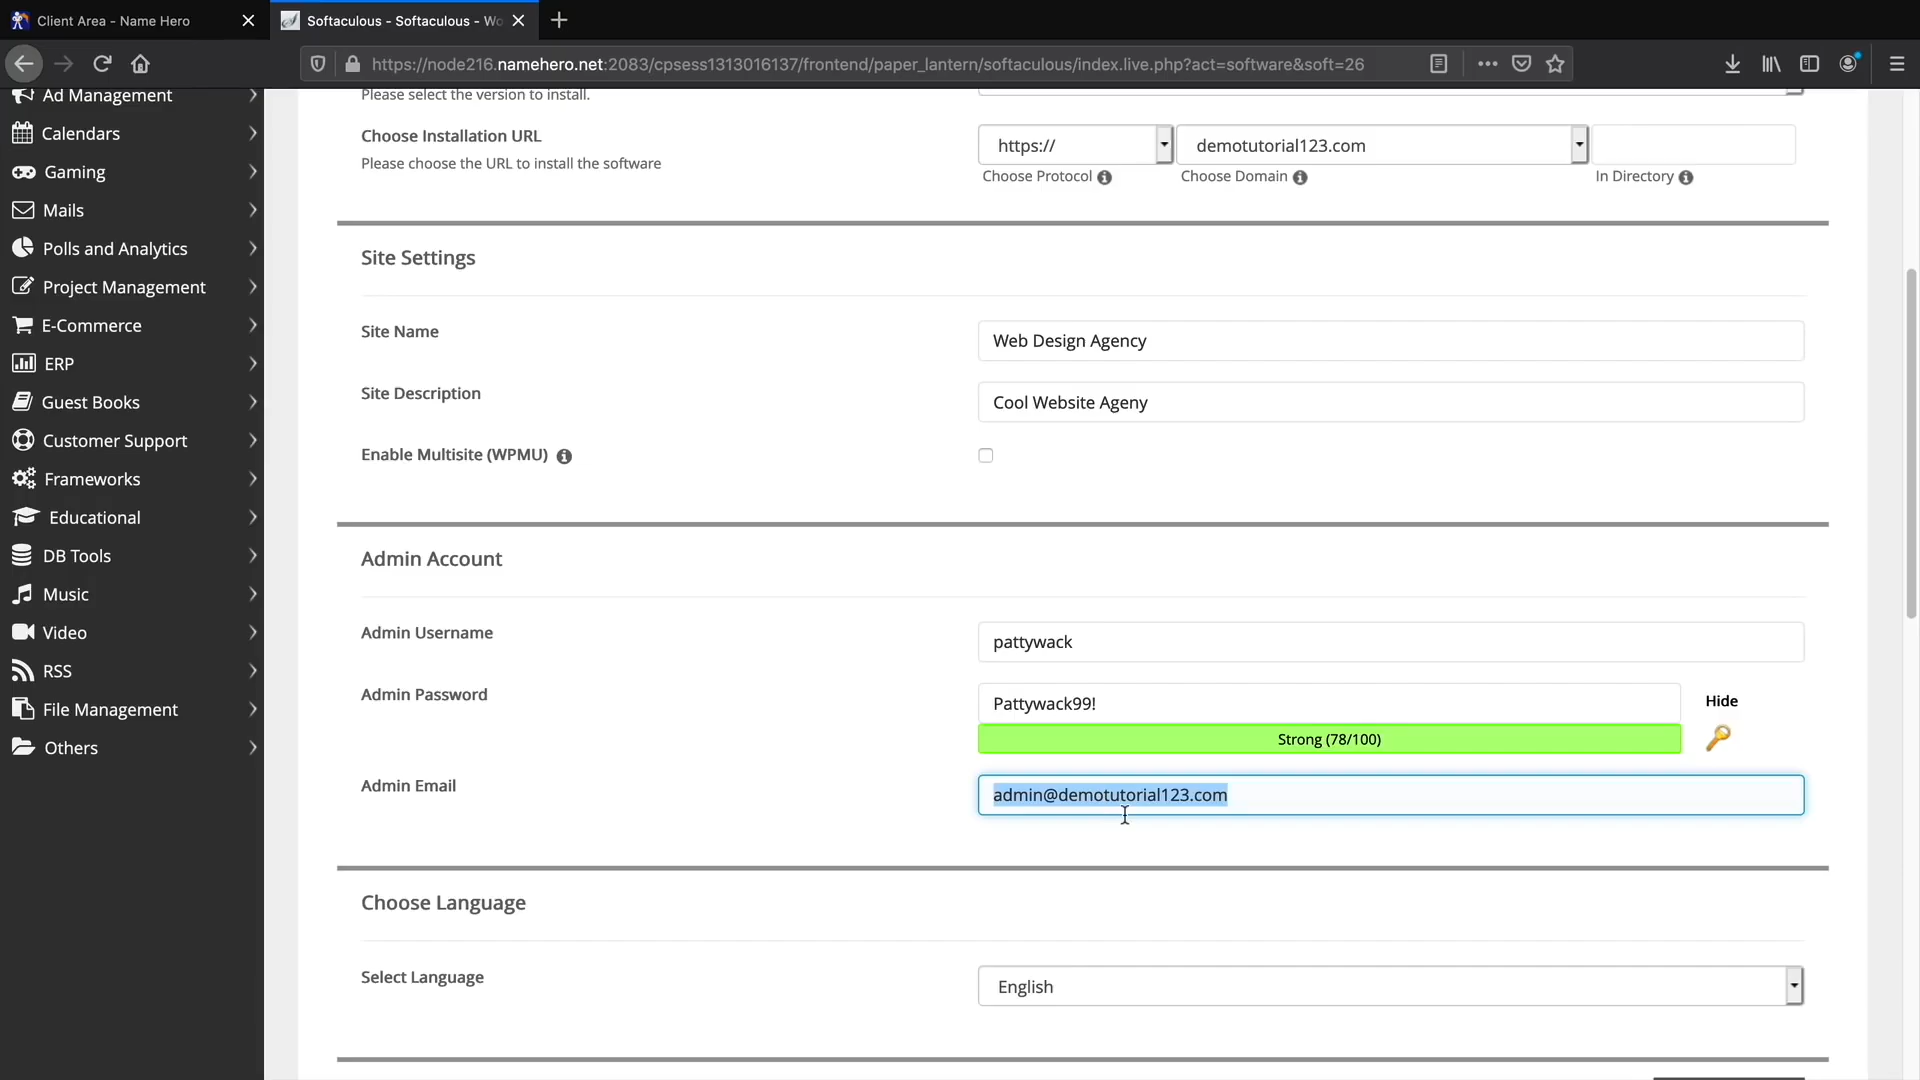 Client Area - Name Hero
Softaculous - Softaculous - Wo
https://node216.namehero.net:2083/cpsess1313016137/frontend/paper_lantern/softaculous/index.live.php?act=software&soft=26
Ad Management
Calendars
Gaming
Mails
Polls and Analytics
Project Management
E-Commerce
ERP
Guest Books
Customer Support
Frameworks
Educational
DB Tools
Music
Video
RSS
File Management
Others
Please select the version to install.
Choose Installation URL
Please choose the URL to install the software
https://
demotutorial123.com
Choose Protocol
Choose Domain
In Directory
Site Settings
Site Name
Web Design Agency
Site Description
Cool Website Ageny
Enable Multisite (WPMU)
Admin Account
Admin Username
pattywack
Admin Password
Pattywack99!
Hide
Strong (78/100)
Admin Email
admin@demotutorial123.com
Choose Language
Select Language
English